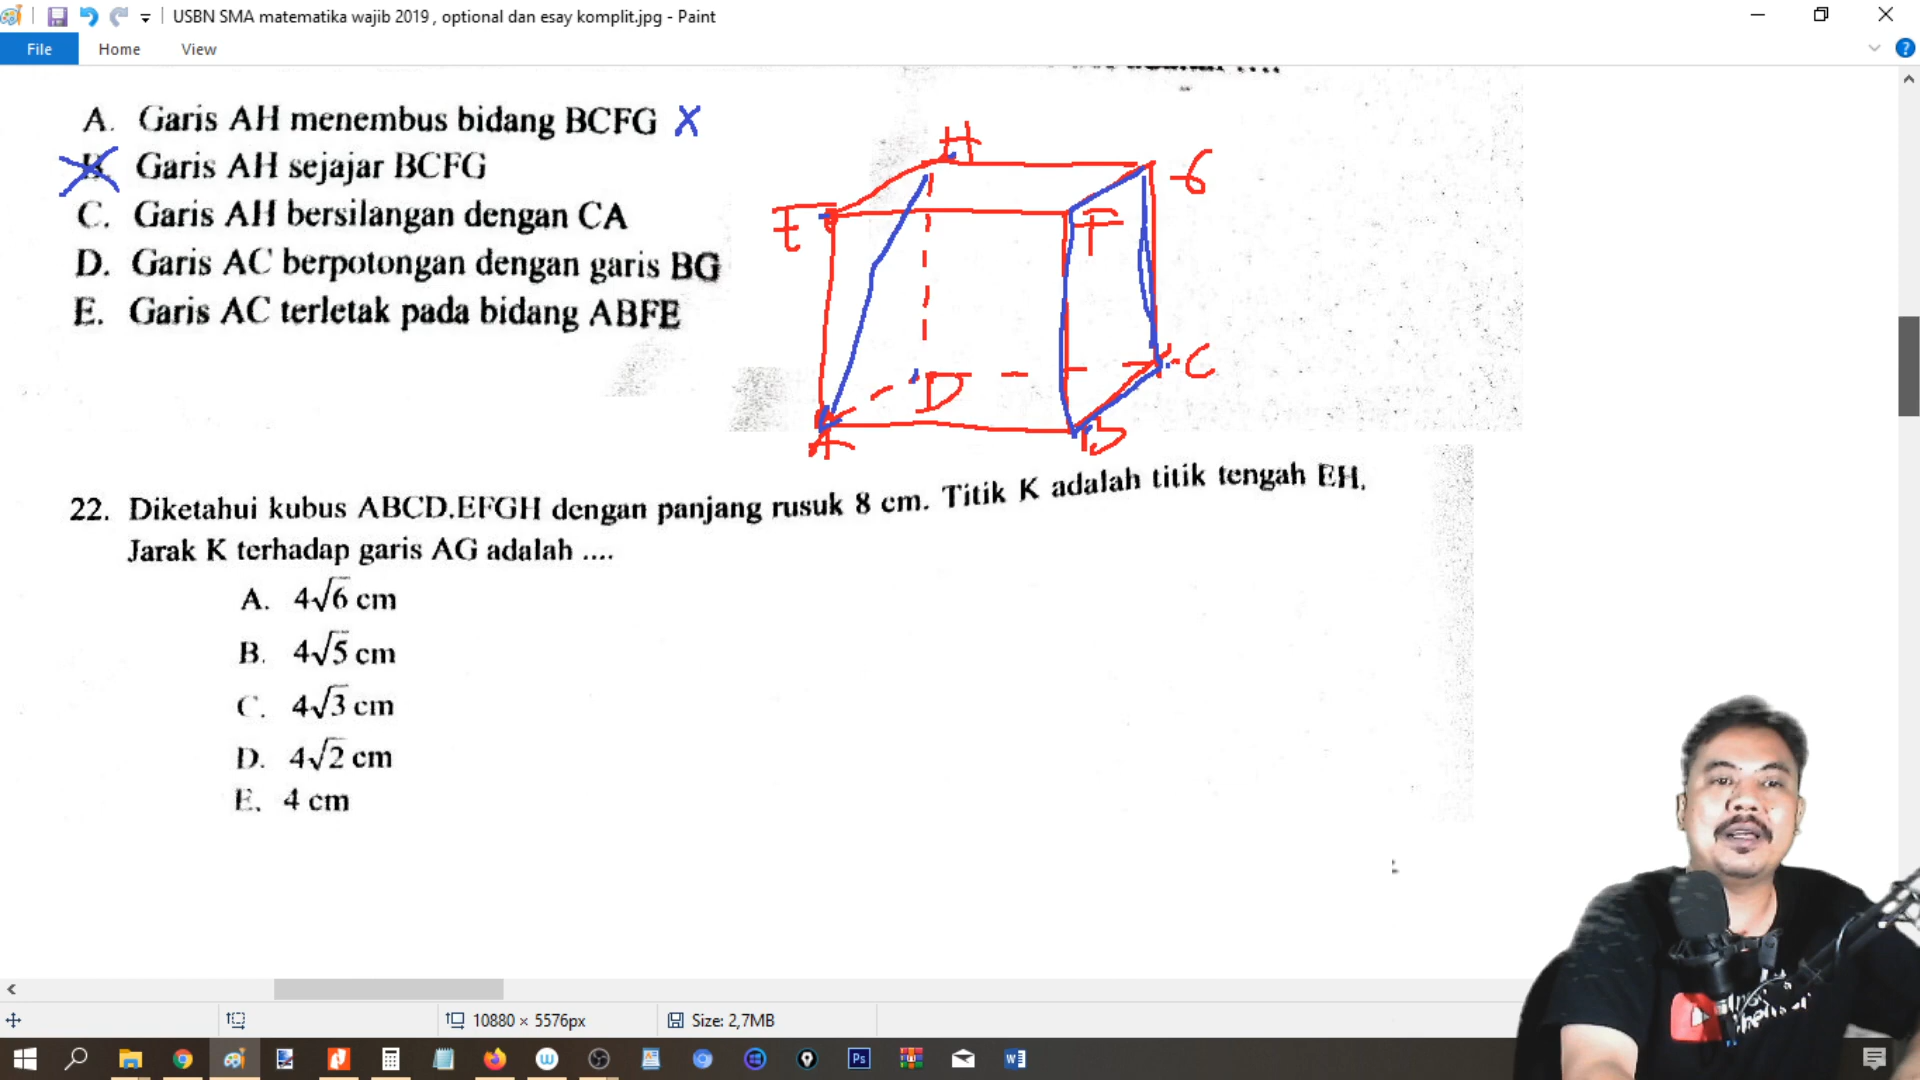 USBN SMA matematika wajib 2019 , optional dan esay komplit.jpg - Paint
File Home View
A. Garis AH menembus bidang BCFG X
B. Garis AH sejajar BCFG
C. Garis AH bersilangan dengan CA
D. Garis AC berpotongan dengan garis BG
E. Garis AC terletak pada bidang ABFE
H
G
E
F
D
C
A
B
22. Diketahui kubus ABCD.EFGH dengan panjang rusuk 8 cm. Titik K adalah titik tengah EH.
Jarak K terhadap garis AG adalah ....
A. 4√6 cm
B. 4√5 cm
C. 4√3 cm
D. 4√2 cm
E. 4 cm
10880 × 5576px
Size: 2,7MB
Ps